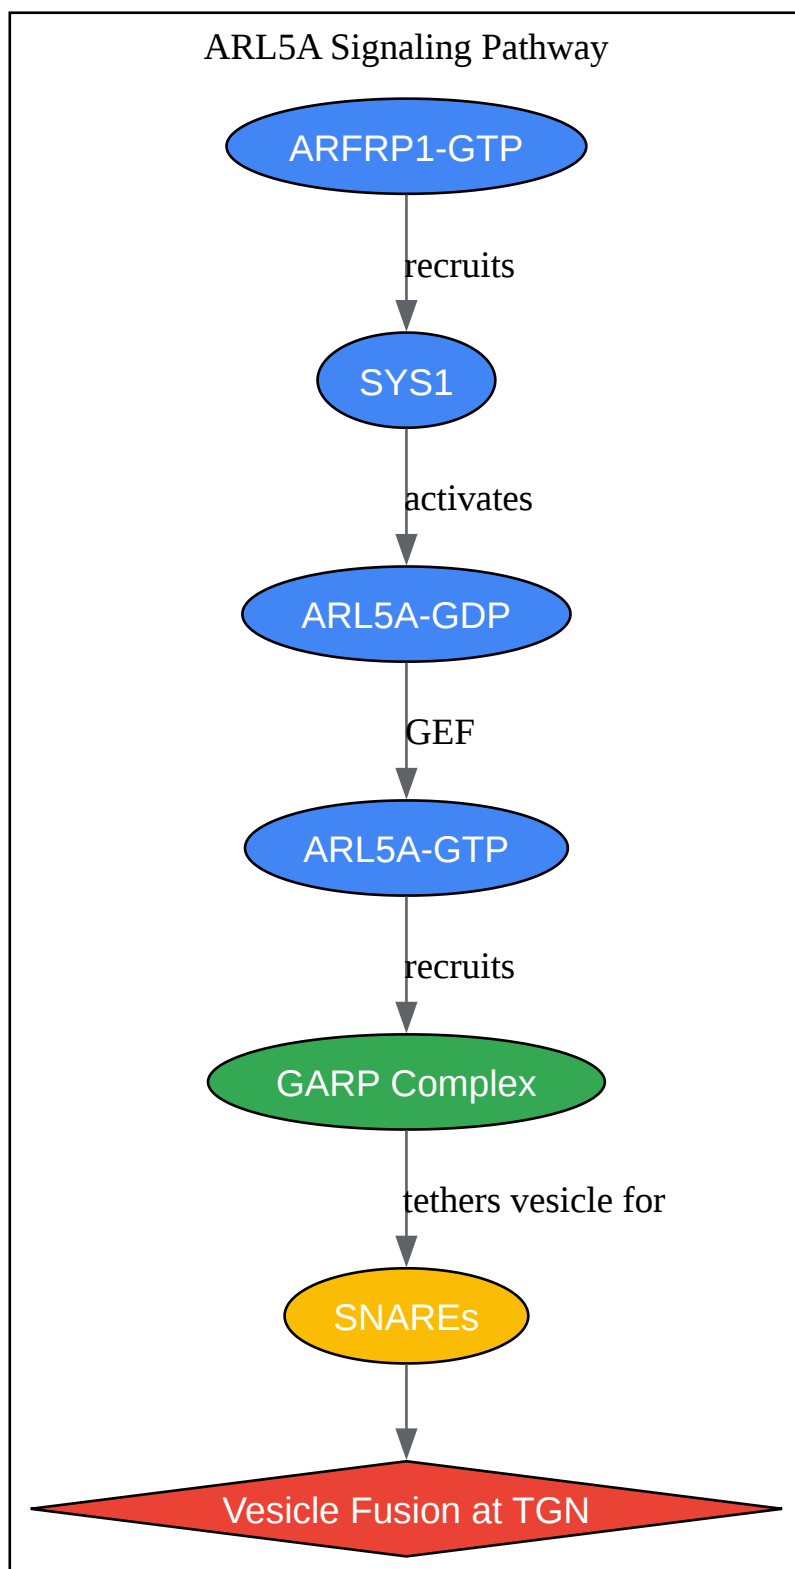 ARL5A Signaling Pathway
ARFRP1-GTP
recruits
SYS1
activates
ARL5A-GDP
GEF
ARL5A-GTP
recruits
GARP Complex
tethers vesicle for
SNAREs
Vesicle Fusion at TGN